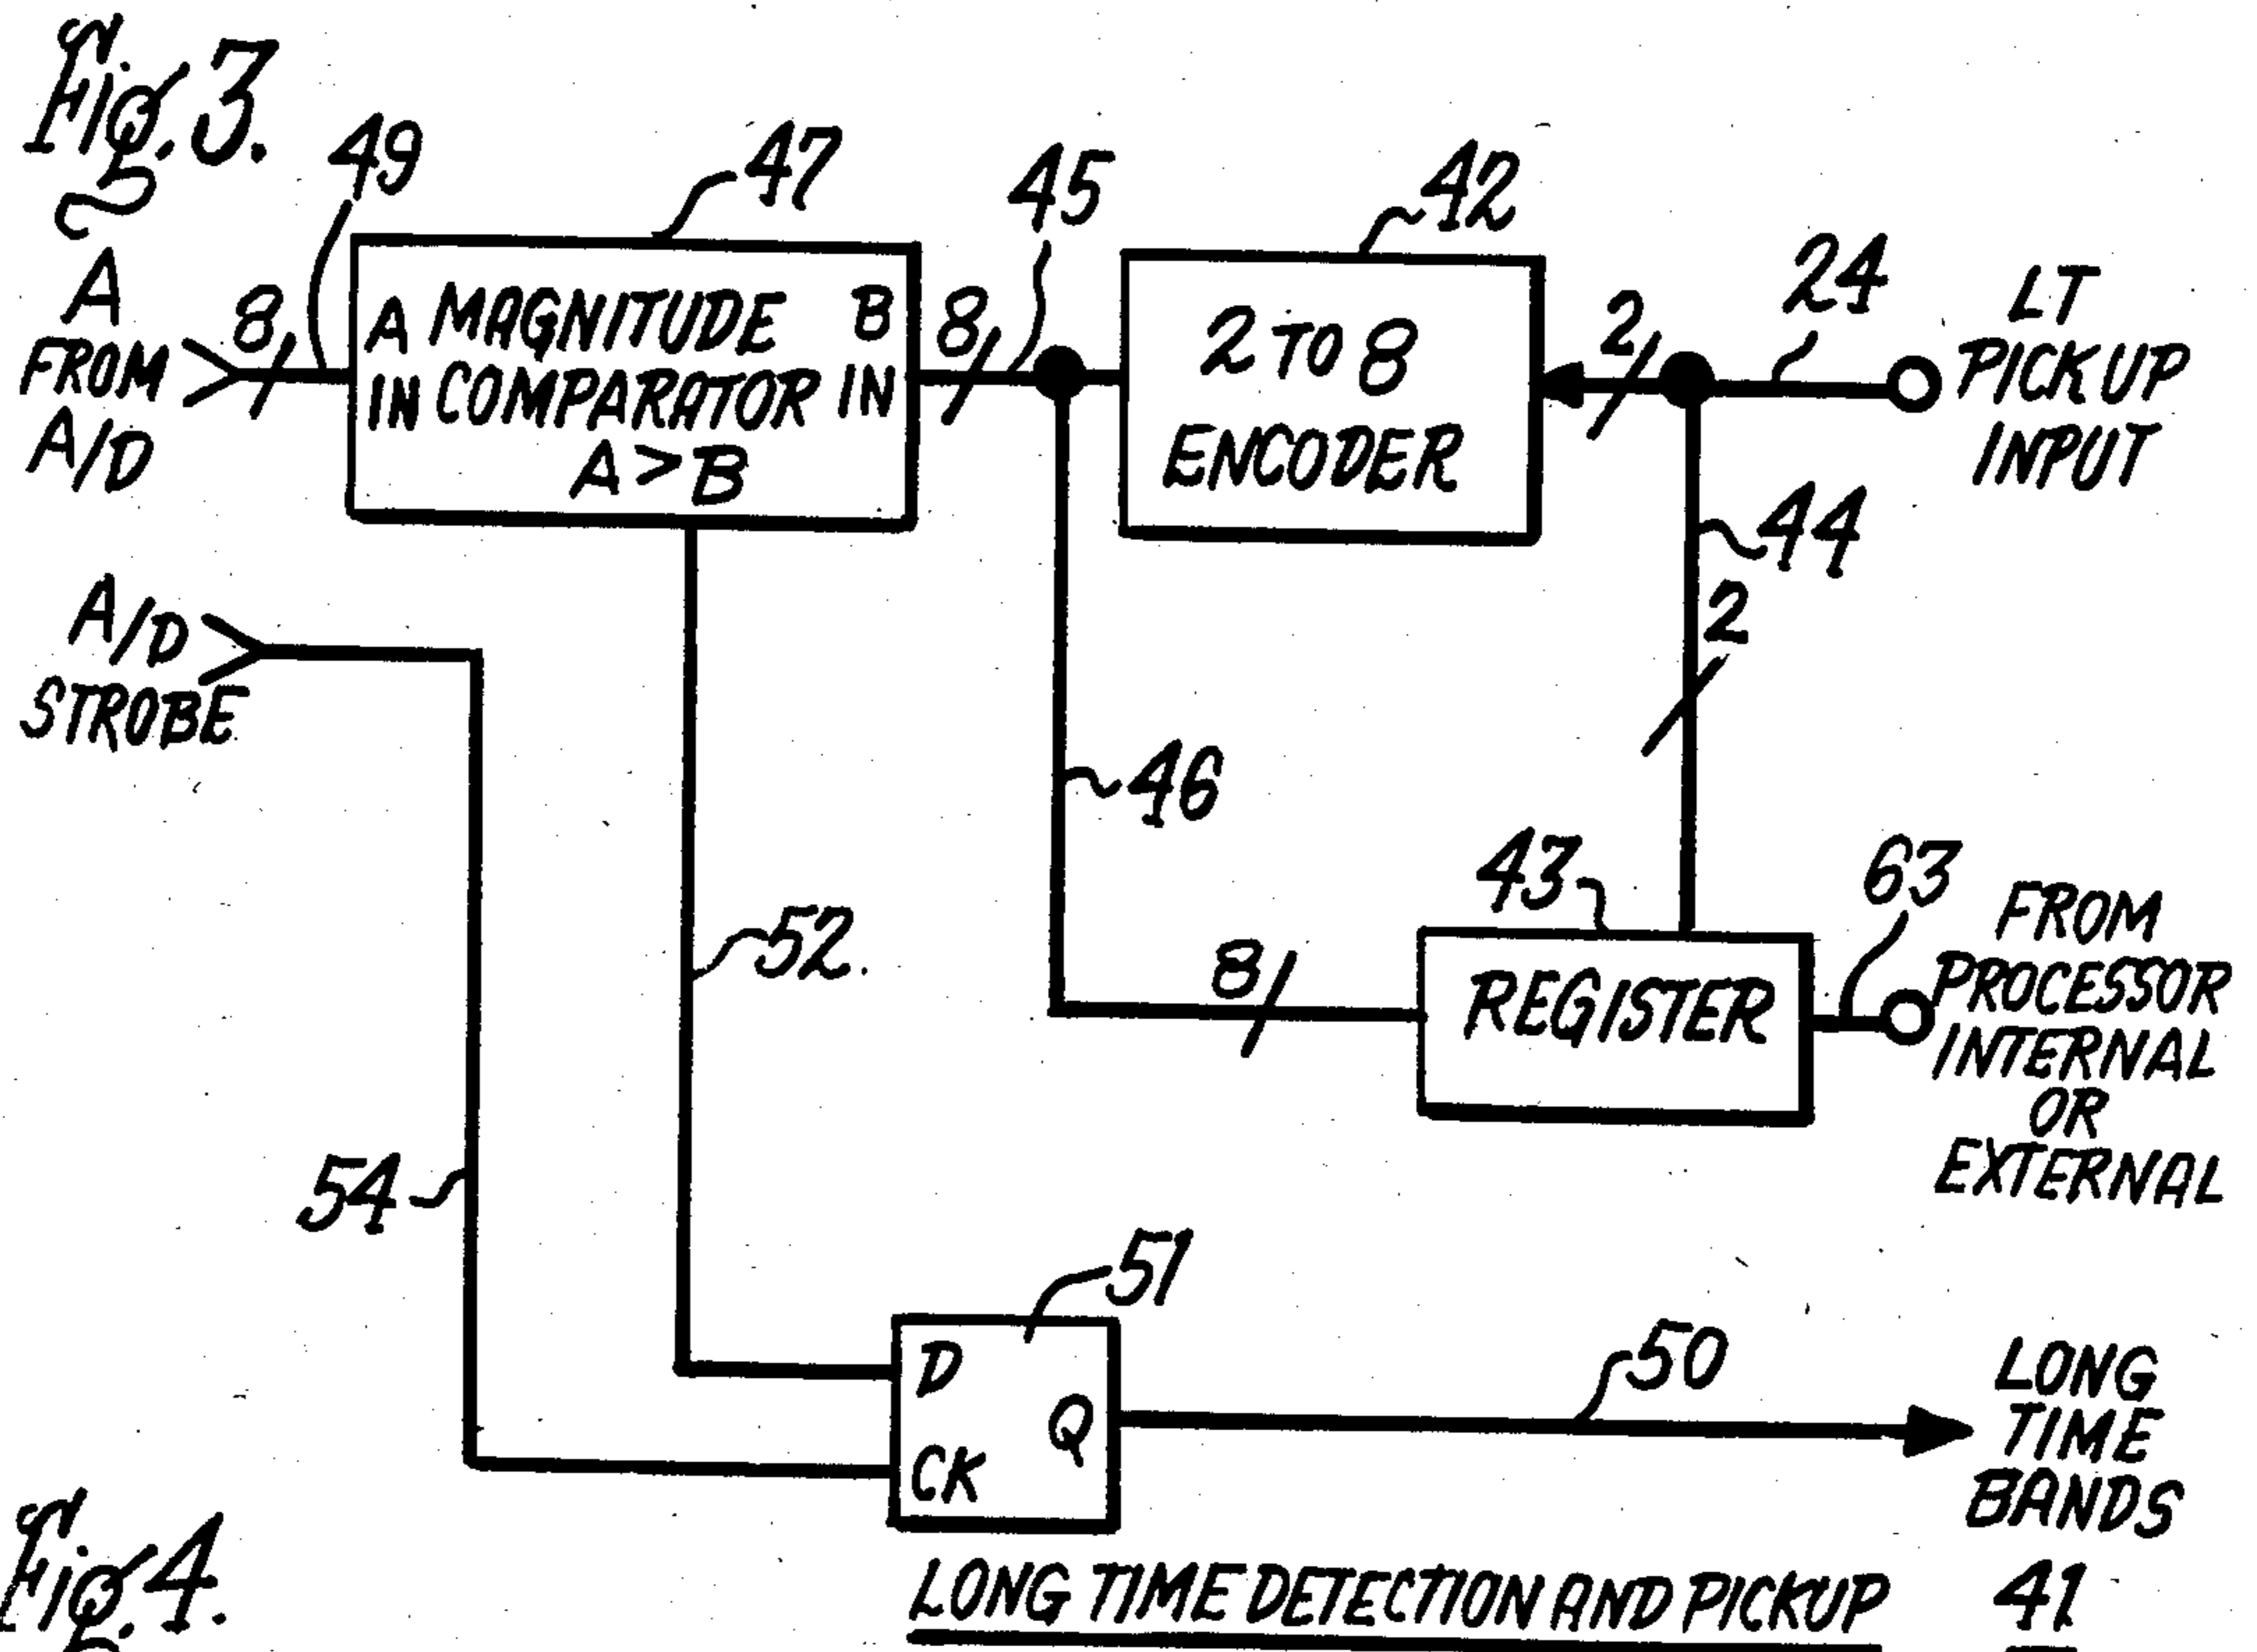 Fig. 3.
49
47
45
42
24
A
FROM
A/D
8
A MAGNITUDE B
IN COMPARATOR IN
A>B
8
2 TO 8
ENCODER
2
LT
PICKUP
INPUT
44
2
A/D
STROBE
46
52.
43
63
8
REGISTER
FROM
PROCESSOR
INTERNAL
OR
EXTERNAL
54
51
D
Q
CK
50
LONG
TIME
BANDS
Fig. 4.
LONG TIME DETECTION AND PICKUP 41